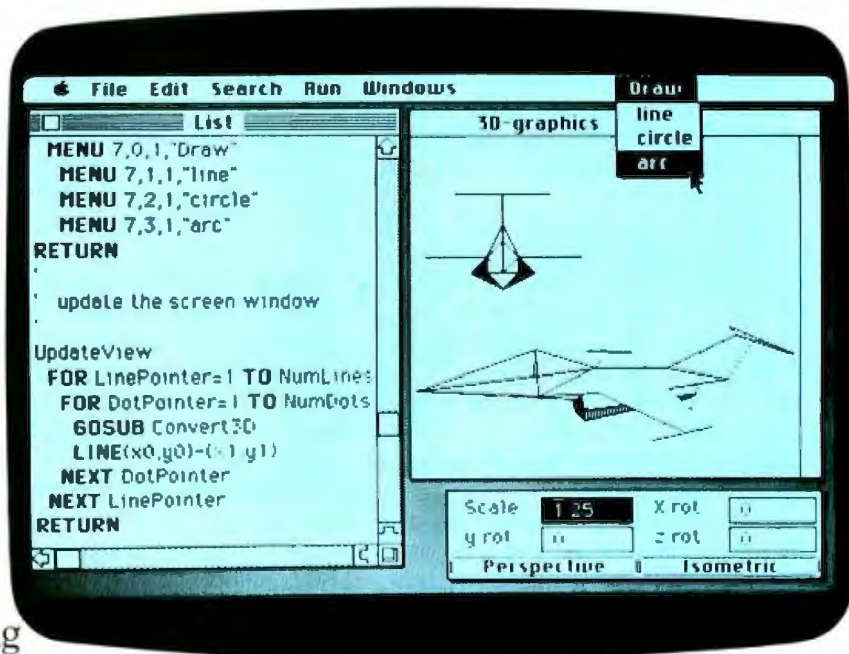 File Edit Search Run Windows Draw
line
circle
arc
List
MENU 7,0,1,"Draw"
MENU 7,1,1,"line"
MENU 7,2,1,"circle"
MENU 7,3,1,"arc"
RETURN
'
' update the screen window
'
UpdateView
FOR LinePointer=1 TO NumLines
FOR DotPointer=1 TO NumDots
GOSUB Convert3D
LINE(x0,y0)-(x1,y1)
NEXT DotPointer
NEXT LinePointer
RETURN
3D-graphics
Scale 1.25 X rot 0
y rot 0 z rot 0
Perspective Isometric
g